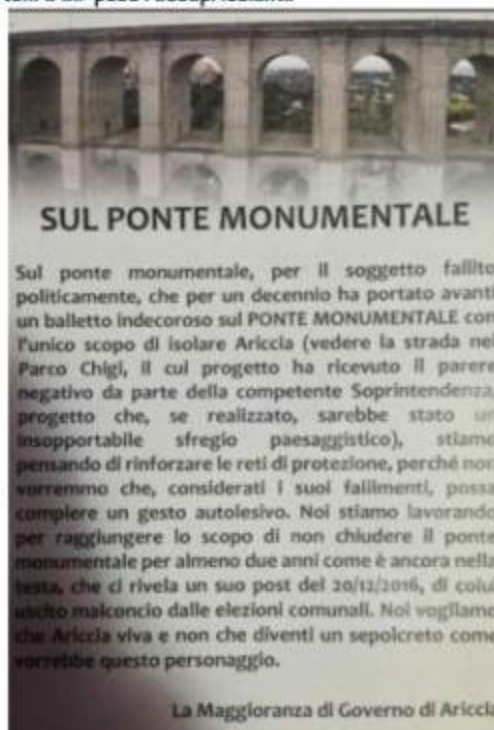 SUL PONTE MONUMENTALE
Sul ponte monumentale, per il soggetto fallito
politicamente, che per un decennio ha portato avanti
un balletto indecoroso sul PONTE MONUMENTALE con
l'unico scopo di isolare Ariccia (vedere la strada nel
Parco Chigi, il cui progetto ha ricevuto il parere
negativo da parte della competente Soprintendenza,
progetto che, se realizzato, sarebbe stato un
insopportabile sfregio paesaggistico), stiamo
pensando di rinforzare le reti di protezione, perché non
vorremmo che, considerati i suoi fallimenti, possa
compiere un gesto autolesivo. Noi stiamo lavorando
per raggiungere lo scopo di non chiudere il ponte
monumentale per almeno due anni come è ancora nella
testa, che ci rivela un suo post del 20/12/2016, di colui
uscito malconcio dalle elezioni comunali. Noi vogliamo
che Ariccia viva e non che diventi un sepolcreto come
vorrebbe questo personaggio.
La Maggioranza di Governo di Ariccia